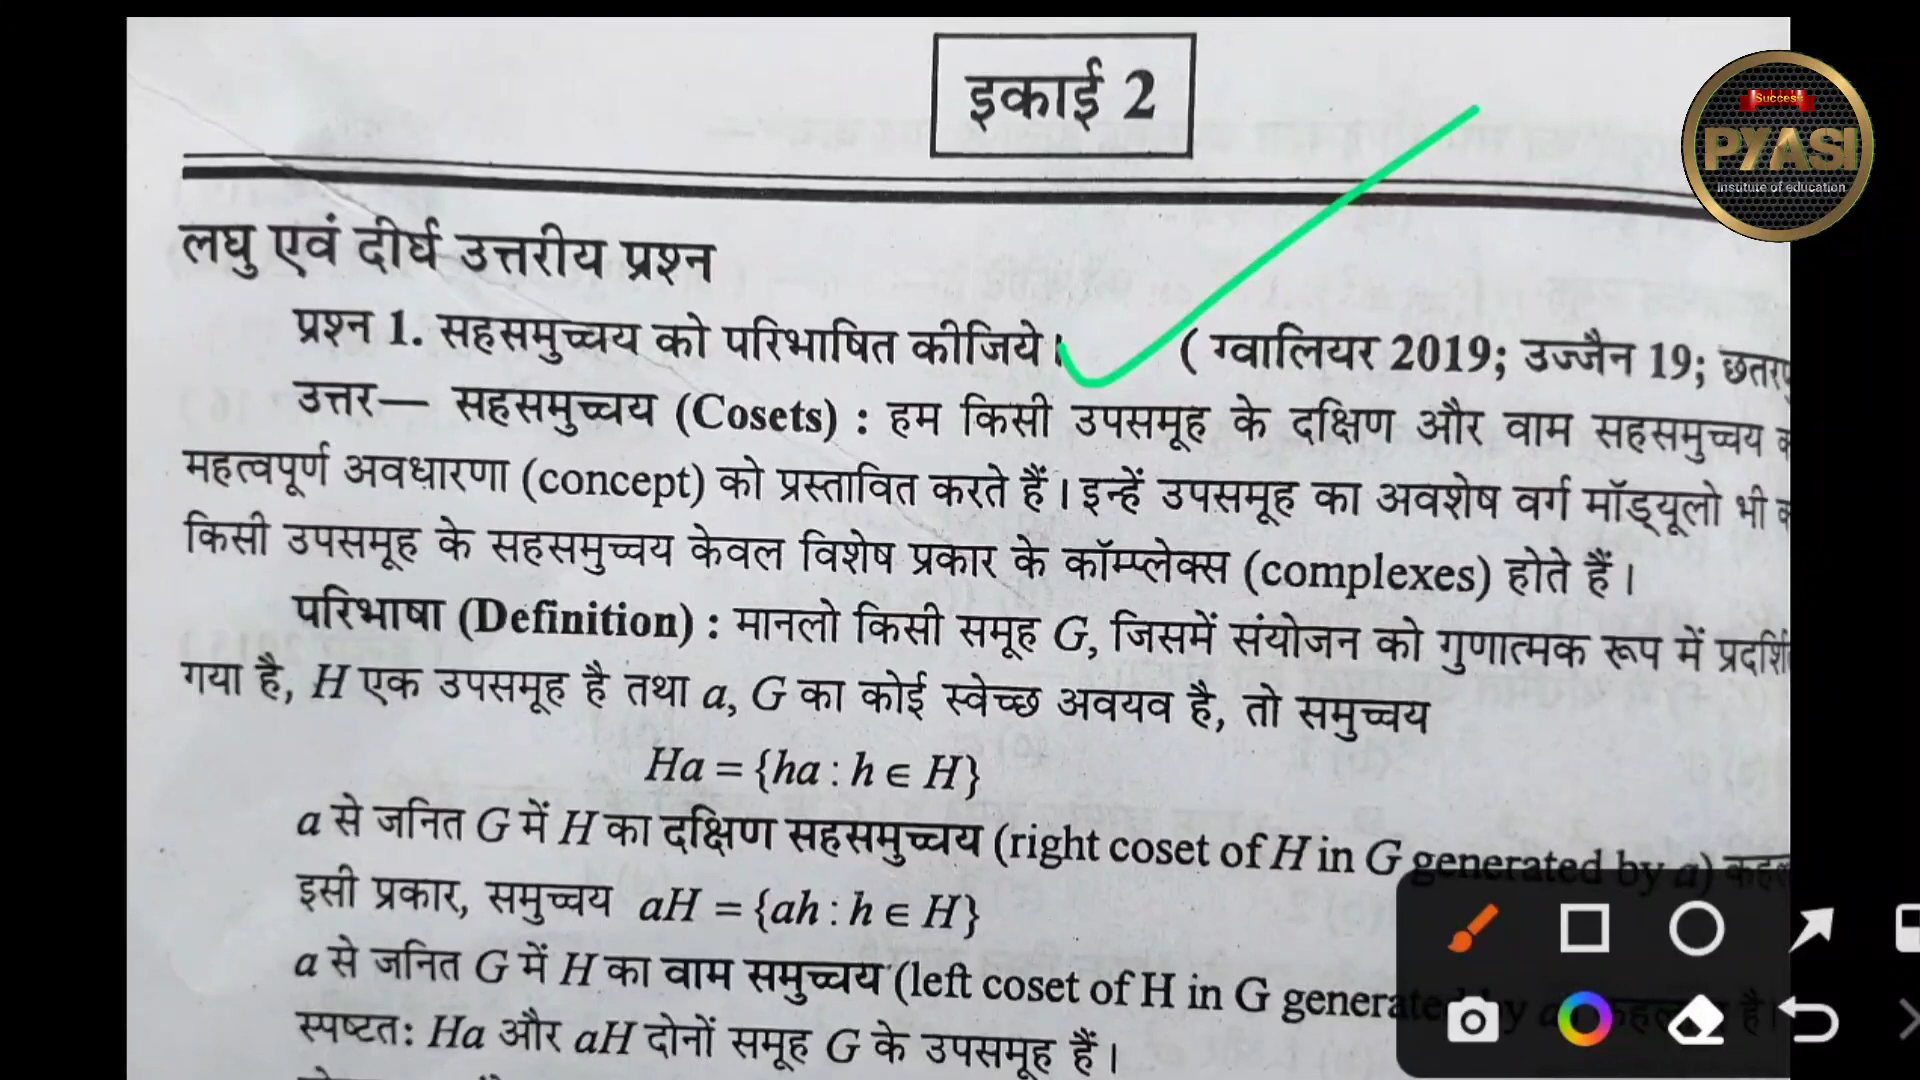 इकाई 2
Success
PYASI
Institute of education
लघु एवं दीर्घ उत्तरीय प्रश्न
प्रश्न 1. सहसमुच्चय को परिभाषित कीजिये। ( ग्वालियर 2019; उज्जैन 19;
उत्तर— सहसमुच्चय (Cosets) : हम किसी उपसमूह के दक्षिण और वाम सहसमुच्चय
महत्वपूर्ण अवधारणा (concept) को प्रस्तावित करते हैं। इन्हें उपसमूह का अवशेष वर्ग मॉड्यूलो भी
किसी उपसमूह के सहसमुच्चय केवल विशेष प्रकार के कॉम्प्लेक्स (complexes) होते हैं।
परिभाषा (Definition) : मानलो किसी समूह G, जिसमें संयोजन को गुणात्मक रूप में
गया है, H एक उपसमूह है तथा a, G का कोई स्वेच्छ अवयव है, तो समुच्चय
Ha = {ha : h ∈ H}
a से जनित G में H का दक्षिण सहसमुच्चय (right coset of H in G generated by a)
इसी प्रकार, समुच्चय aH = {ah : h ∈ H}
a से जनित G में H का वाम समुच्चय (left coset of H in G generated by a) है।
स्पष्टत: Ha और aH दोनों समूह G के उपसमूह हैं।